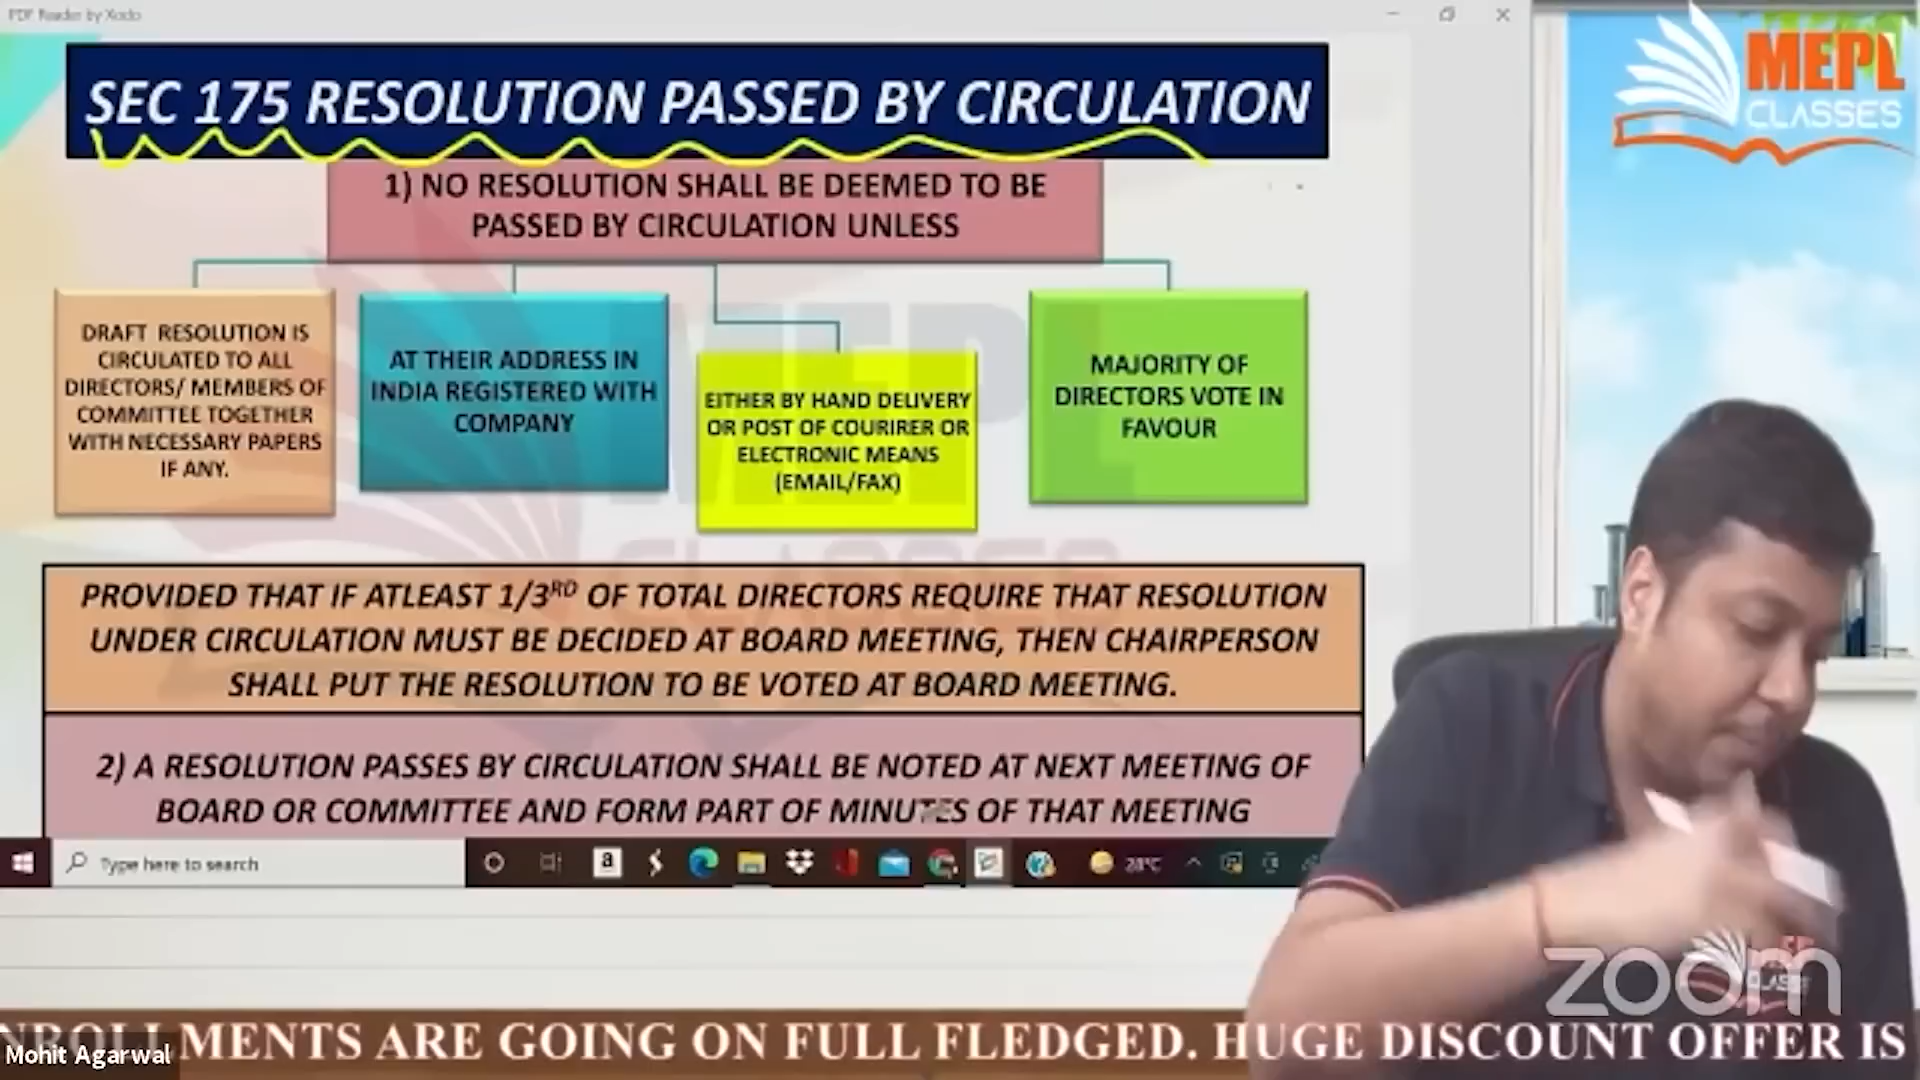 PDF Reader by Xodo
SEC 175 RESOLUTION PASSED BY CIRCULATION
MEPL
CLASSES
1) NO RESOLUTION SHALL BE DEEMED TO BE
PASSED BY CIRCULATION UNLESS
DRAFT RESOLUTION IS
CIRCULATED TO ALL
DIRECTORS/ MEMBERS OF
COMMITTEE TOGETHER
WITH NECESSARY PAPERS
IF ANY.
AT THEIR ADDRESS IN
INDIA REGISTERED WITH
COMPANY
EITHER BY HAND DELIVERY
OR POST OF COURIRER OR
ELECTRONIC MEANS
(EMAIL/FAX)
MAJORITY OF
DIRECTORS VOTE IN
FAVOUR
PROVIDED THAT IF ATLEAST 1/3RD OF TOTAL DIRECTORS REQUIRE THAT RESOLUTION
UNDER CIRCULATION MUST BE DECIDED AT BOARD MEETING, THEN CHAIRPERSON
SHALL PUT THE RESOLUTION TO BE VOTED AT BOARD MEETING.
2) A RESOLUTION PASSES BY CIRCULATION SHALL BE NOTED AT NEXT MEETING OF
BOARD OR COMMITTEE AND FORM PART OF MINUTES OF THAT MEETING
Type here to search
28°C
zoom
NROLLMENTS ARE GOING ON FULL FLEDGED. HUGE DISCOUNT OFFER IS
Mohit Agarwal